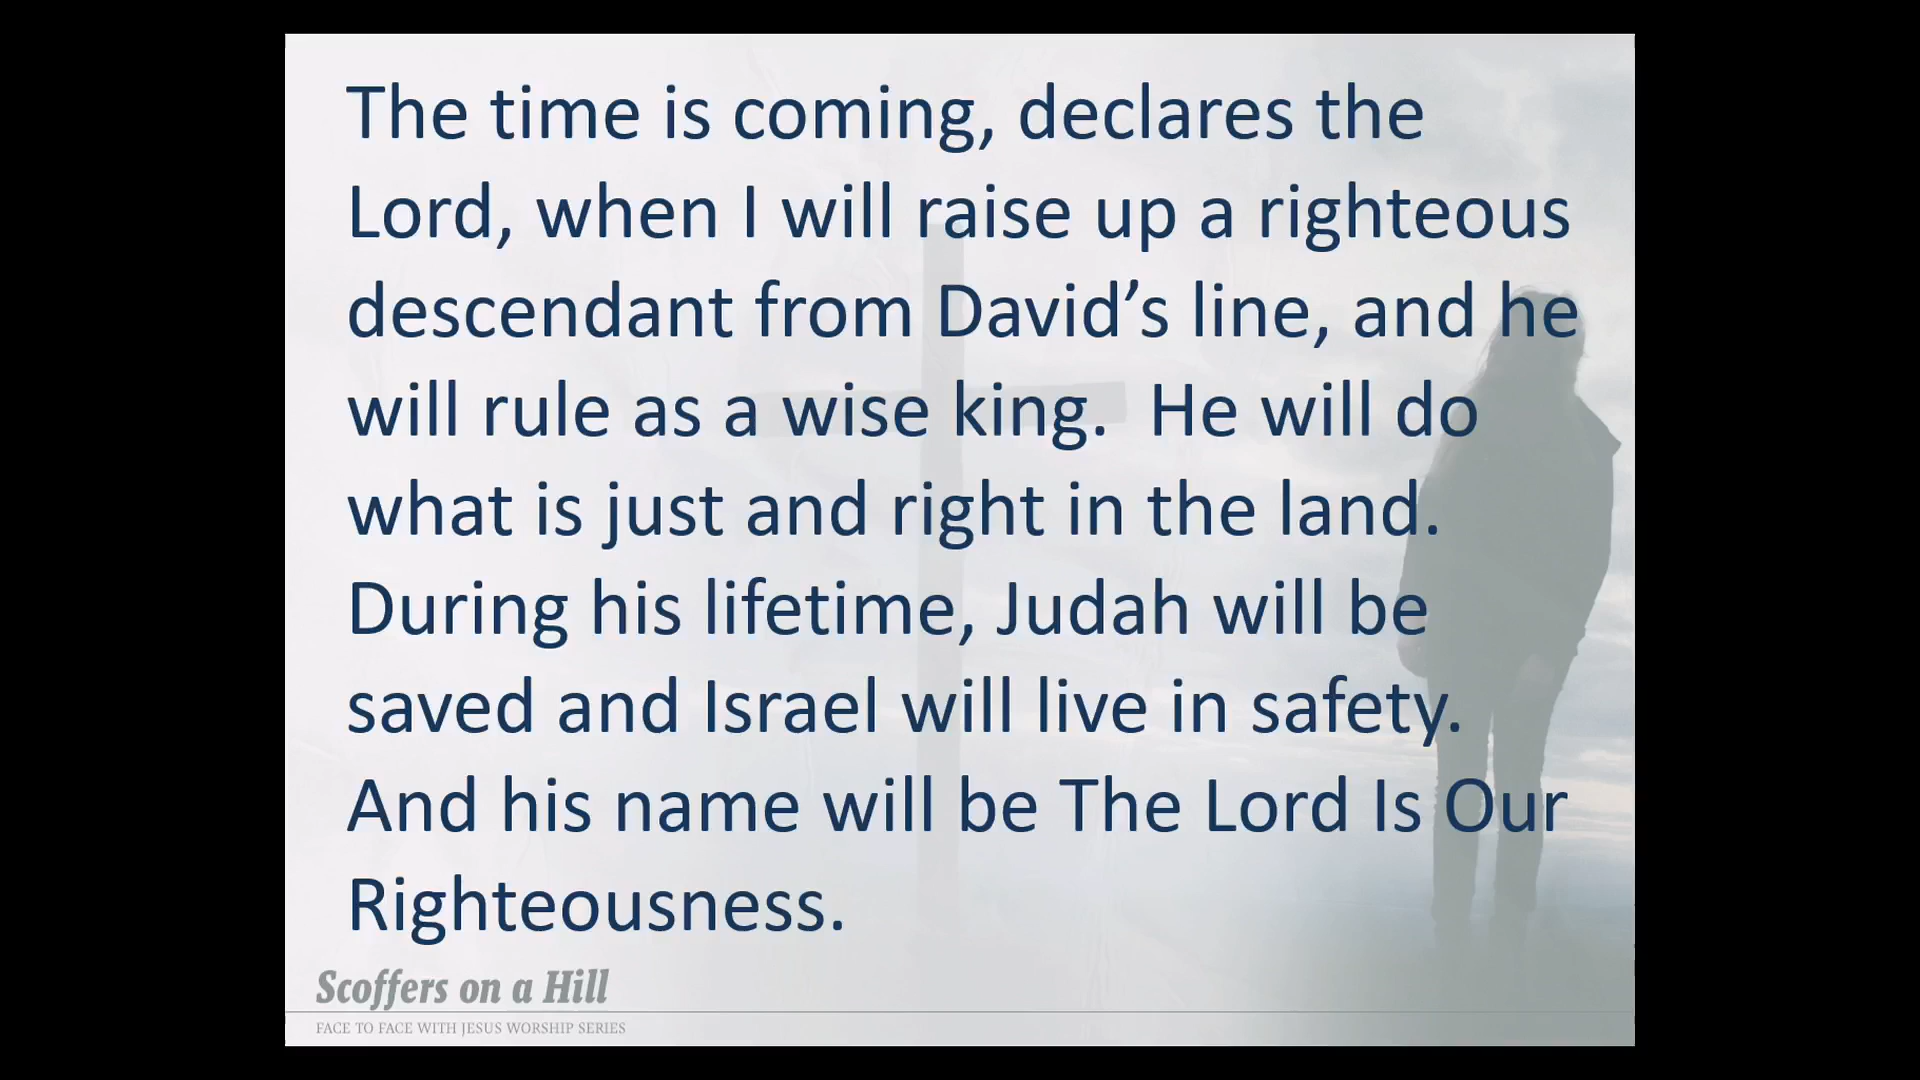 The time is coming, declares the
Lord, when I will raise up a righteous
descendant from David’s line, and he
will rule as a wise king.  He will do
what is just and right in the land.
During his lifetime, Judah will be
saved and Israel will live in safety.
And his name will be The Lord Is Our
Righteousness.
Scoffers on a Hill
FACE TO FACE WITH JESUS WORSHIP SERIES